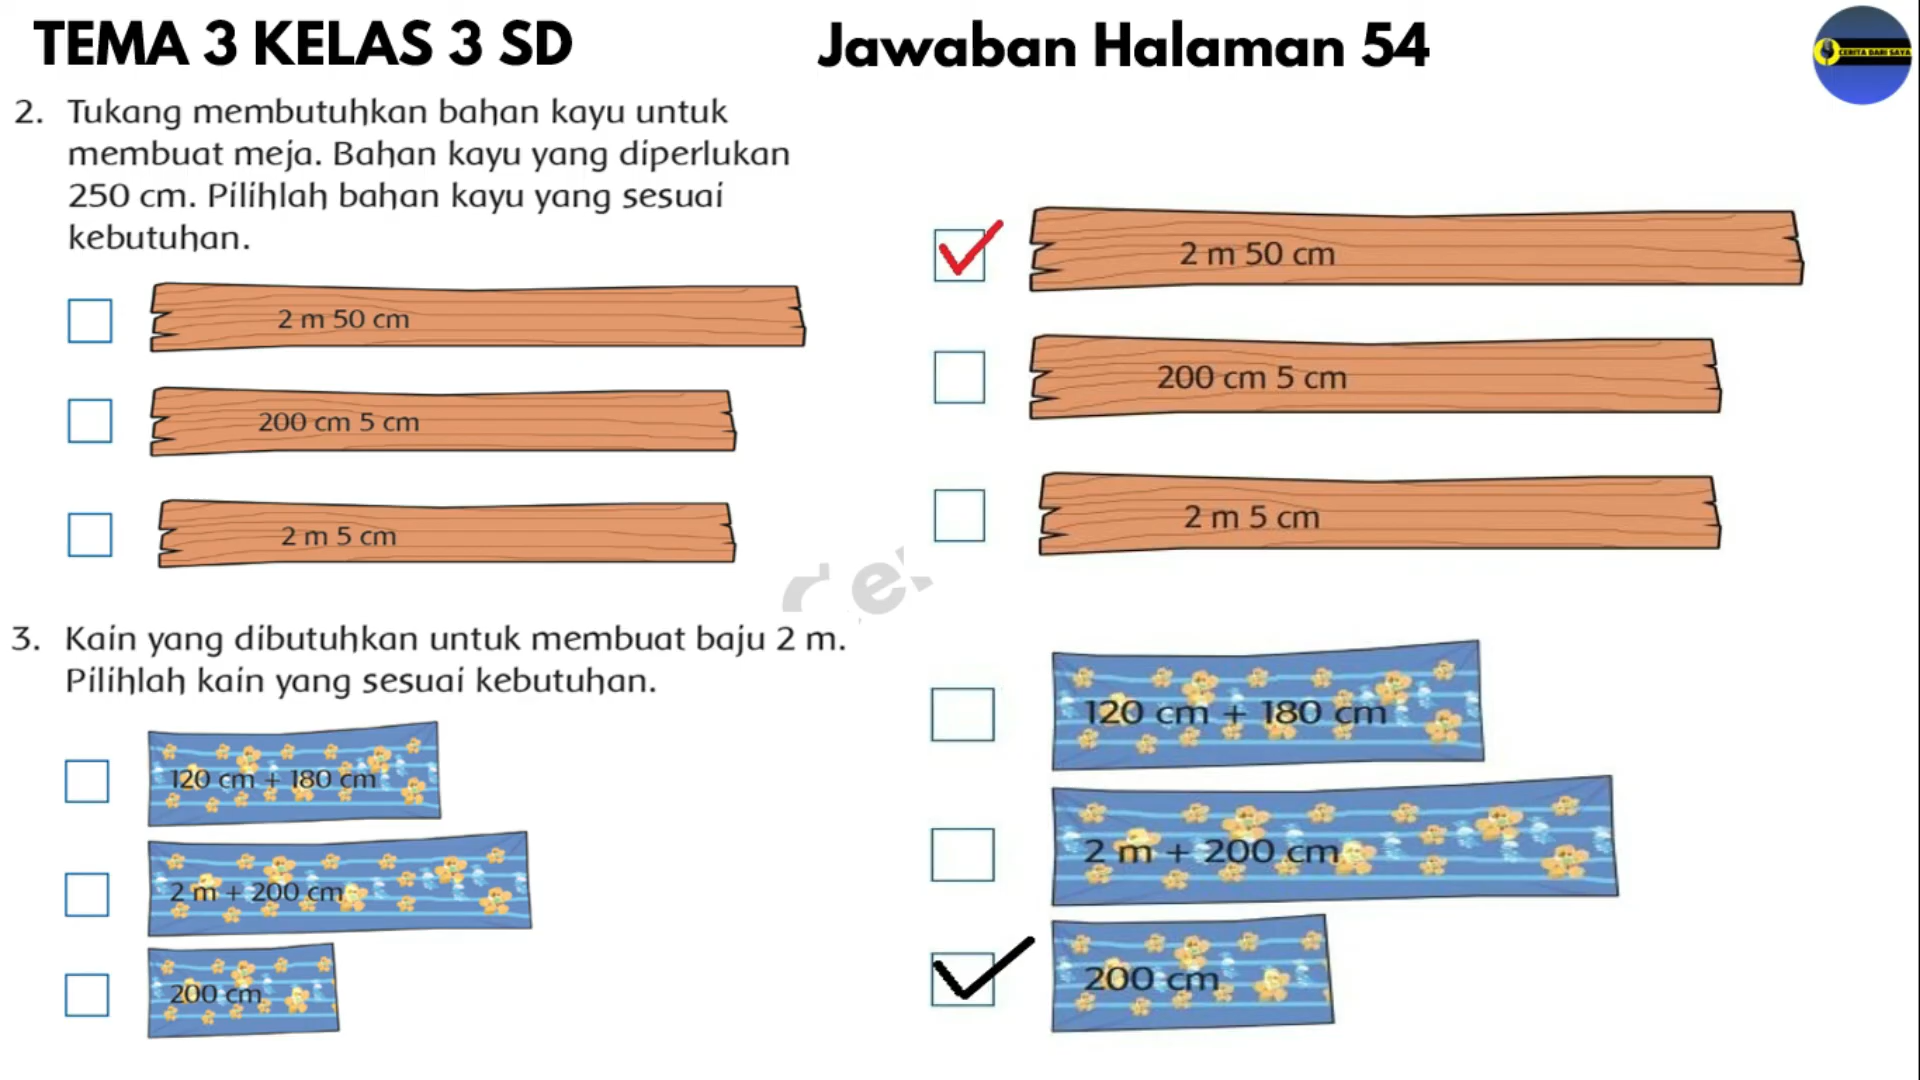 TEMA 3 KELAS 3 SD
Jawaban Halaman 54
CERITA DARI SAYA
2. Tukang membutuhkan bahan kayu untuk
membuat meja. Bahan kayu yang diperlukan
250 cm. Pilihlah bahan kayu yang sesuai
kebutuhan.
2 m 50 cm
200 cm 5 cm
2 m 5 cm
2 m 50 cm
200 cm 5 cm
2 m 5 cm
3. Kain yang dibutuhkan untuk membuat baju 2 m.
Pilihlah kain yang sesuai kebutuhan.
120 cm + 180 cm
2 m + 200 cm
200 cm
120 cm + 180 cm
2 m + 200 cm
200 cm